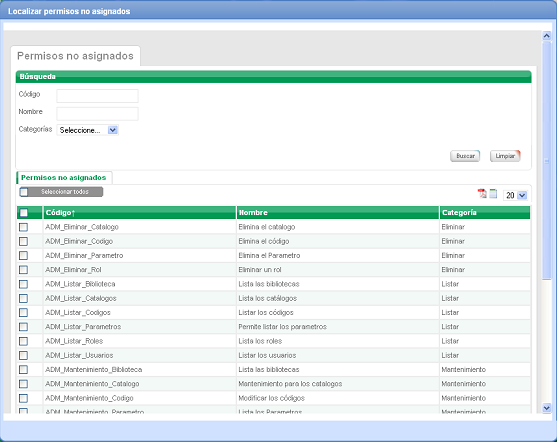 Localizar permisos no asignados
Permisos no asignados
Búsqueda
Código
Nombre
Categorías Seleccione...
Buscar Limpiar
Permisos no asignados
Seleccionar todos 20
Código↑ Nombre Categoría
ADM_Eliminar_Catalogo Elimina el catalogo Eliminar
ADM_Eliminar_Codigo Elimina el código Eliminar
ADM_Eliminar_Parametro Elimina el Parametro Eliminar
ADM_Eliminar_Rol Eliminar un rol Eliminar
ADM_Listar_Biblioteca Lista las bibliotecas Listar
ADM_Listar_Catalogos Lista los catálogos Listar
ADM_Listar_Codigos Listar los códigos Listar
ADM_Listar_Parametros Permite listar los parametros Listar
ADM_Listar_Roles Lista los roles Listar
ADM_Listar_Usuarios Listar los usuarios Listar
ADM_Mantenimiento_Biblioteca Lista las bibliotecas Mantenimiento
ADM_Mantenimiento_Catalogo Mantenimiento para los catalogos Mantenimiento
ADM_Mantenimiento_Codigo Modificar los códigos Mantenimiento
ADM_Mantenimiento_Parametro Lista los Parametros Mantenimiento